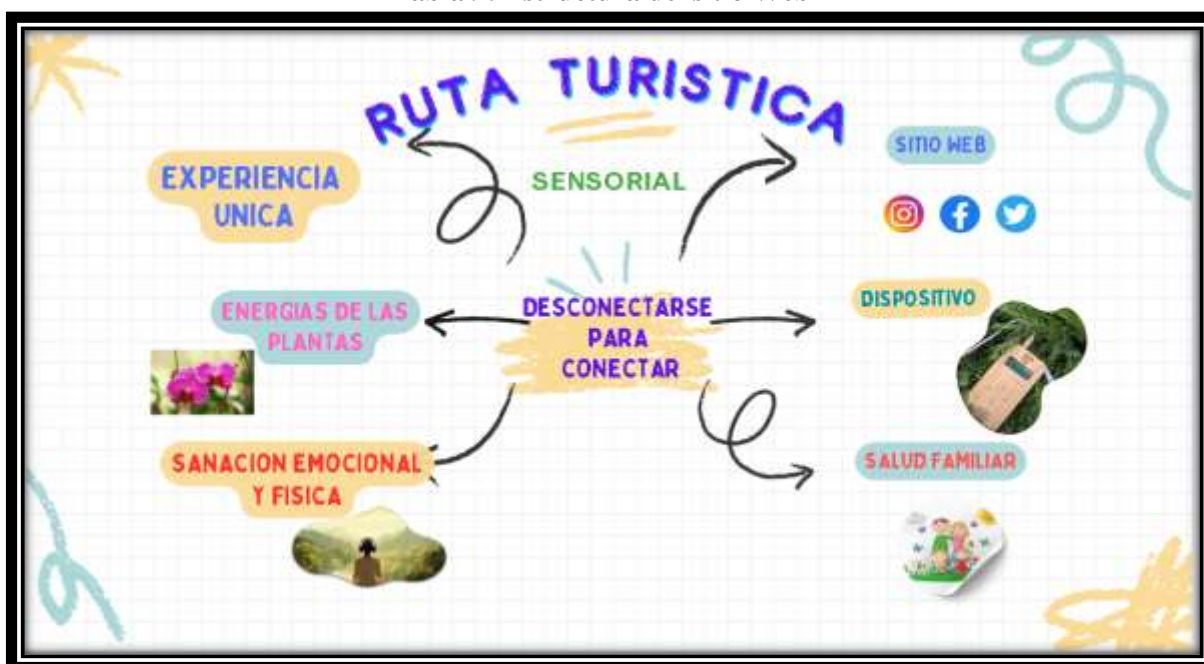 RUTA TURISTICA
SENSORIAL
EXPERIENCIA
UNICA
SITIO WEB
ENERGIAS DE LAS
PLANTAS
DESCONECTARSE
PARA
CONECTAR
DISPOSITIVO
SANACION EMOCIONAL
Y FISICA
SALUD FAMILIAR